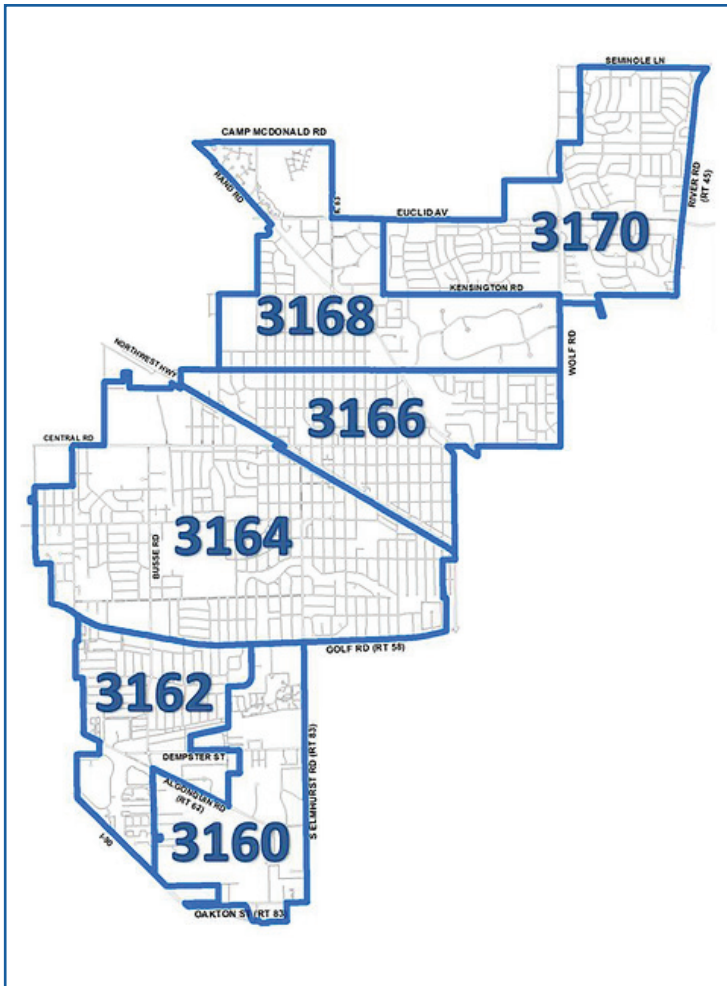 SEMINOLE LN
CAMP MCDONALD RD
RAND RD
RIVER RD
(RT 45)
EUCLID AV
3170
KENSINGTON RD
3168
WOLF RD
NORTHWEST HWY
3166
CENTRAL RD
3164
BUSSE RD
GOLF RD (RT 58)
3162
DEMPSTER ST
S ELMHURST RD (RT 83)
ALGONQUIN RD
(RT 62)
I-90
3160
OAKTON ST (RT 83)